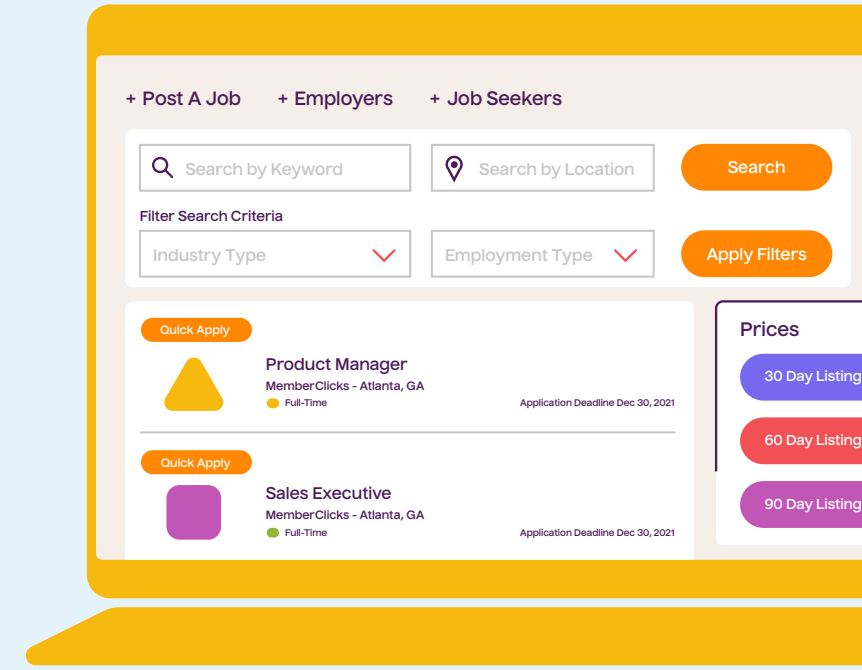 + Post A Job + Employers + Job Seekers
Search by Keyword Search by Location Search
Filter Search Criteria
Industry Type Employment Type Apply Filters
Quick Apply
Product Manager
MemberClicks - Atlanta, GA
Full-Time Application Deadline Dec 30, 2021
Quick Apply
Sales Executive
MemberClicks - Atlanta, GA
Full-Time Application Deadline Dec 30, 2021
Prices
30 Day Listing
60 Day Listing
90 Day Listing